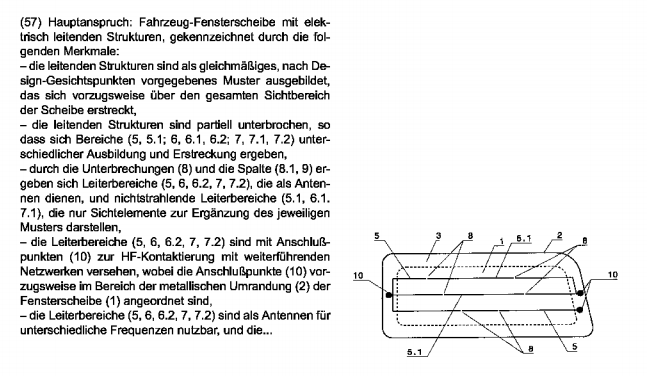 (57) Hauptanspruch: Fahrzeug-Fensterscheibe mit elek-
trisch leitenden Strukturen, gekennzeichnet durch die fol-
genden Merkmale:
– die leitenden Strukturen sind als gleichmäßiges, nach De-
sign-Gesichtspunkten vorgegebenes Muster ausgebildet,
das sich vorzugsweise über den gesamten Sichtbereich
der Scheibe erstreckt,
– die leitenden Strukturen sind partiell unterbrochen, so
dass sich Bereiche (5, 5.1; 6, 6.1, 6.2; 7, 7.1, 7.2) unter-
schiedlicher Ausbildung und Erstreckung ergeben,
– durch die Unterbrechungen (8) und die Spalte (8.1, 9) er-
geben sich Leiterbereiche (5, 6, 6.2, 7, 7.2), die als Anten-
nen dienen, und nichtstrahlende Leiterbereiche (5.1, 6.1.
7.1), die nur Sichtelemente zur Ergänzung des jeweiligen
Musters darstellen,
– die Leiterbereiche (5, 6, 6.2, 7, 7.2) sind mit Anschluß-
punkten (10) zur HF-Kontaktierung mit weiterführenden
Netzwerken versehen, wobei die Anschlußpunkte (10) vor-
zugsweise im Bereich der metallischen Umrandung (2) der
Fensterscheibe (1) angeordnet sind,
– die Leiterbereiche (5, 6, 6.2, 7, 7.2) sind als Antennen für
unterschiedliche Frequenzen nutzbar, und die...
5 3 8 1 5.1 2 8
10 10
5.1 8 5